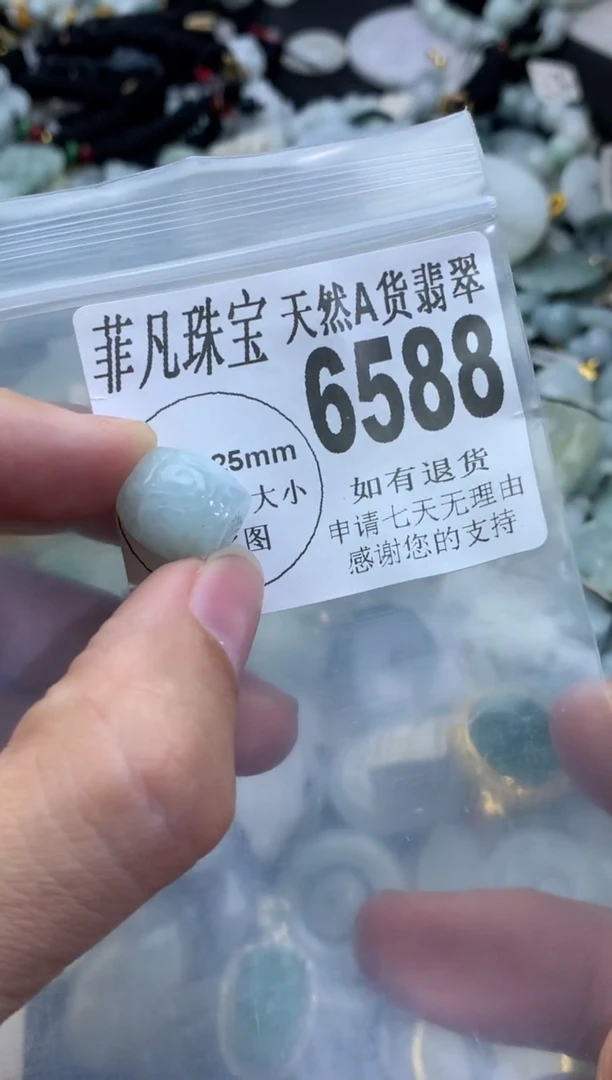 菲凡珠宝 天然A货翡翠
6588
25mm
大小
图
如有退货
申请七天无理由
感谢您的支持